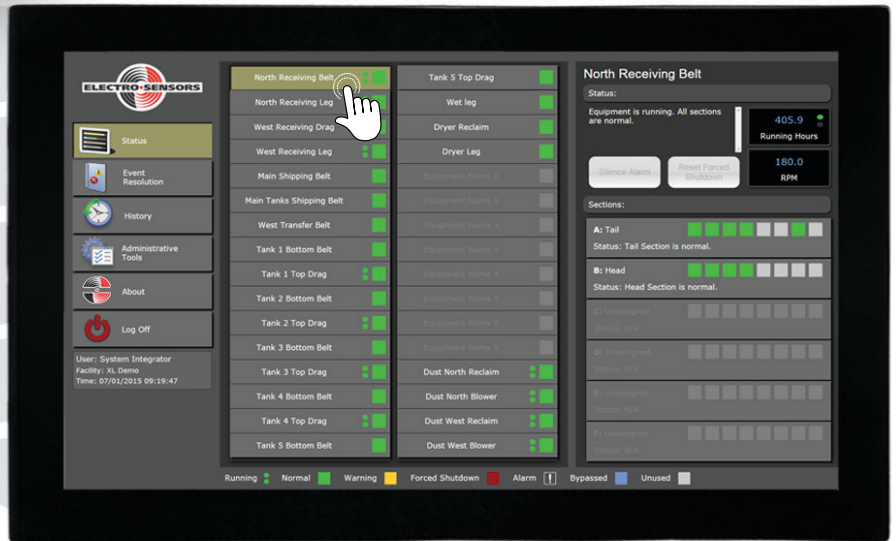 ELECTRO-SENSORS
Status
Event
Resolution
History
Administrative
Tools
About
Log Off
User: System Integrator
Facility: XL Demo
Time: 07/01/2015 09:19:47
North Receiving Belt
North Receiving Leg
West Receiving Drag
West Receiving Leg
Main Shipping Belt
Main Tanks Shipping Belt
West Transfer Belt
Tank 1 Bottom Belt
Tank 1 Top Drag
Tank 2 Bottom Belt
Tank 2 Top Drag
Tank 3 Bottom Belt
Tank 3 Top Drag
Tank 4 Bottom Belt
Tank 4 Top Drag
Tank 5 Bottom Belt
Tank 5 Top Drag
Wet leg
Dryer Reclaim
Dryer Leg
Equipment Name X
Equipment Name X
Equipment Name X
Equipment Name X
Equipment Name X
Equipment Name X
Equipment Name X
Equipment Name X
Dust North Reclaim
Dust North Blower
Dust West Reclaim
Dust West Blower
North Receiving Belt
Status:
Equipment is running. All sections
are normal.
405.9
Running Hours
Silence Alarm
Reset Forced
Shutdown
180.0
RPM
Sections:
A: Tail
Status: Tail Section is normal.
B: Head
Status: Head Section is normal.
C: Unassigned
Status: N/A
D: Unassigned
Status: N/A
E: Unassigned
Status: N/A
F: Unassigned
Status: N/A
Running Normal Warning Forced Shutdown Alarm ! Bypassed Unused